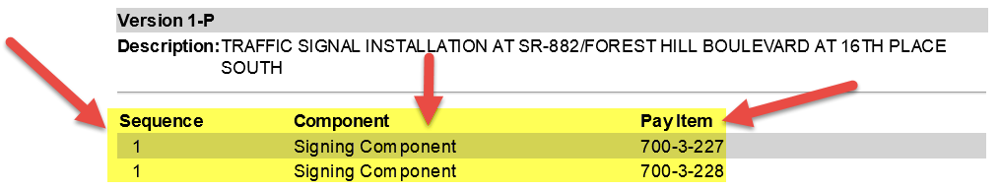 Version 1-P
Description:TRAFFIC SIGNAL INSTALLATION AT SR-882/FOREST HILL BOULEVARD AT 16TH PLACE
SOUTH
Sequence Component Pay Item
1 Signing Component 700-3-227
1 Signing Component 700-3-228